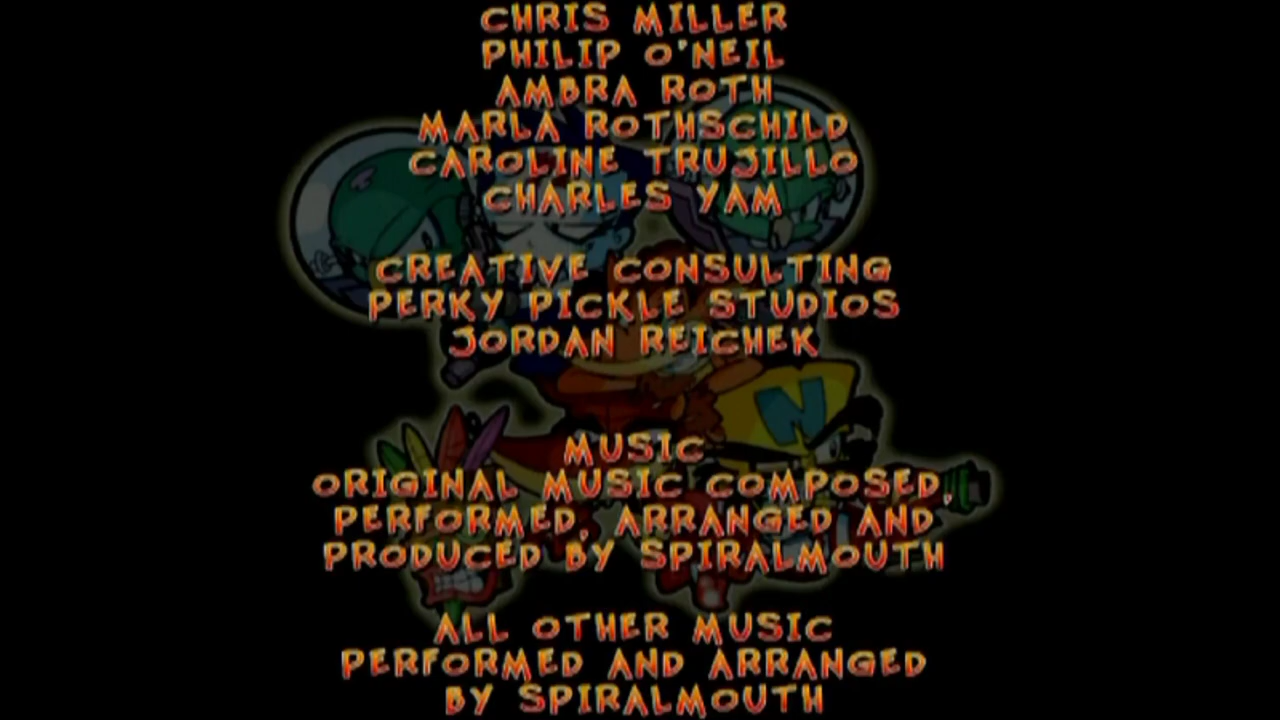 CHRIS MILLER
PHILIP O'NEIL
AMBRA ROTH
MARLA ROTHSCHILD
CAROLINE TRUJILLO
CHARLES YAM
CREATIVE CONSULTING
PERKY PICKLE STUDIOS
JORDAN REICHEK
MUSIC
ORIGINAL MUSIC COMPOSED,
PERFORMED, ARRANGED AND
PRODUCED BY SPIRALMOUTH
ALL OTHER MUSIC
PERFORMED AND ARRANGED
BY SPIRALMOUTH
N